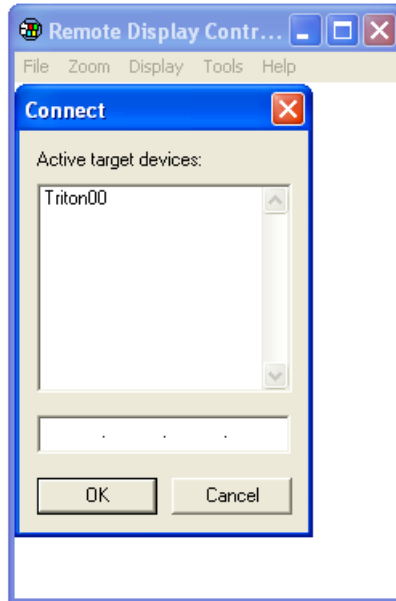 Remote Display Contr...
File Zoom Display Tools Help
Connect
Active target devices:
Triton00
. . .
OK Cancel